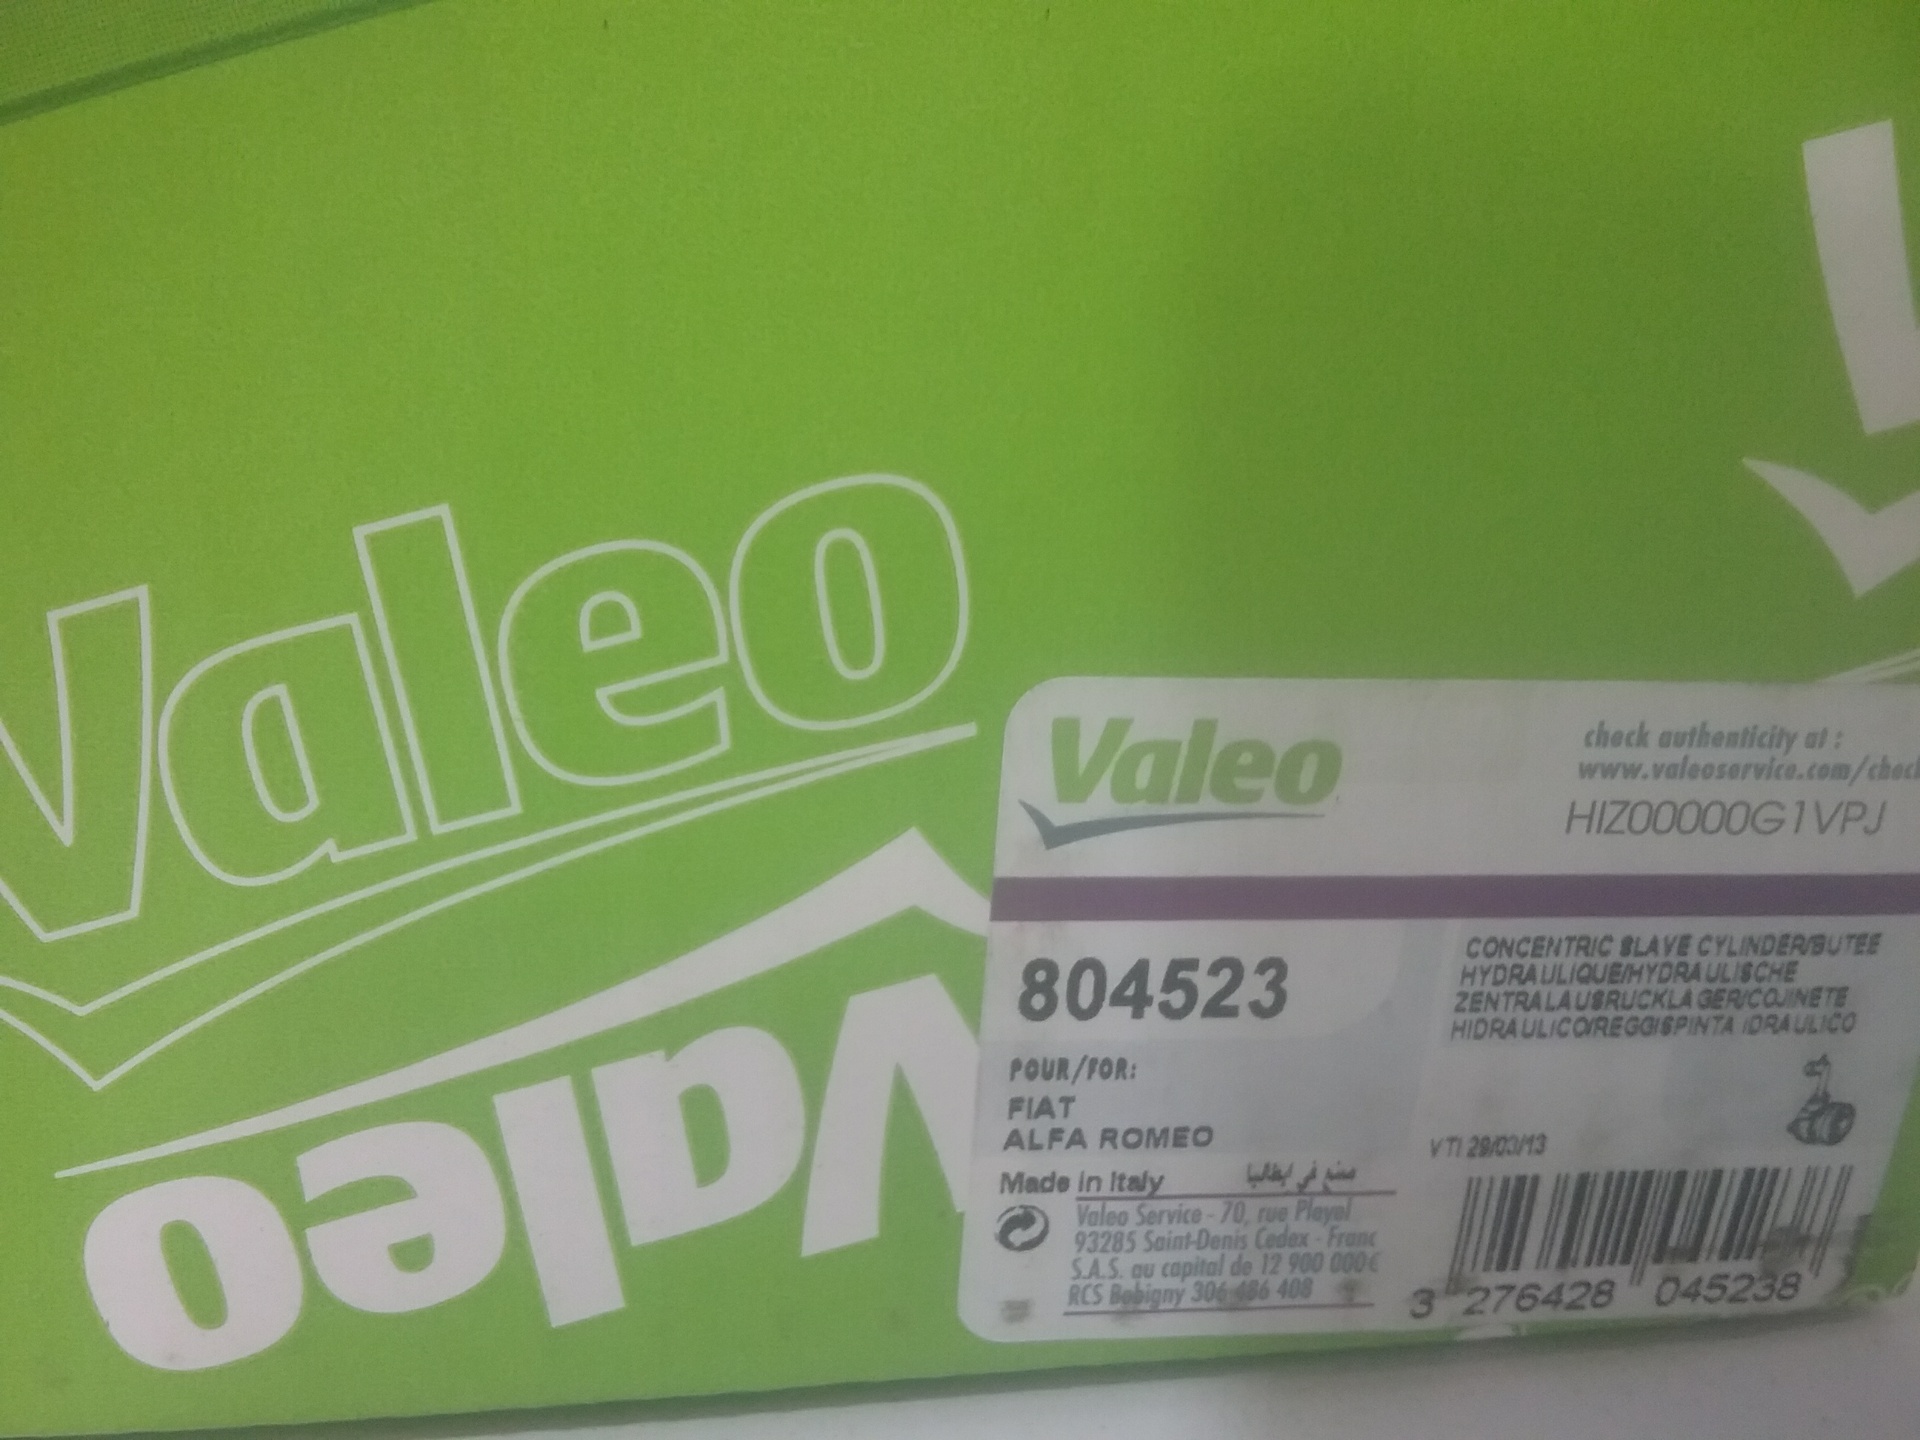 Valeo
Valeo
Valeo
check authenticity at :
www.valeoservice.com/check
HIZ00000G1VPJ
804523
CONCENTRIC SLAVE CYLINDER/BUTEE
HYDRAULIQUE/HYDRAULISCHE
ZENTRALAUSRUCKLAGER/COJINETE
HIDRAULICO/REGGISPINTA IDRAULICO
POUR/FOR:
FIAT
ALFA ROMEO
VTI 29/03/13
Made in Italy صنع في إيطاليا
Valeo Service - 70, rue Pleyel
93285 Saint-Denis Cedex - Franc
S.A.S. au capital de 12 900 000€
RCS Bobigny 306 486 408
3 276428 045238